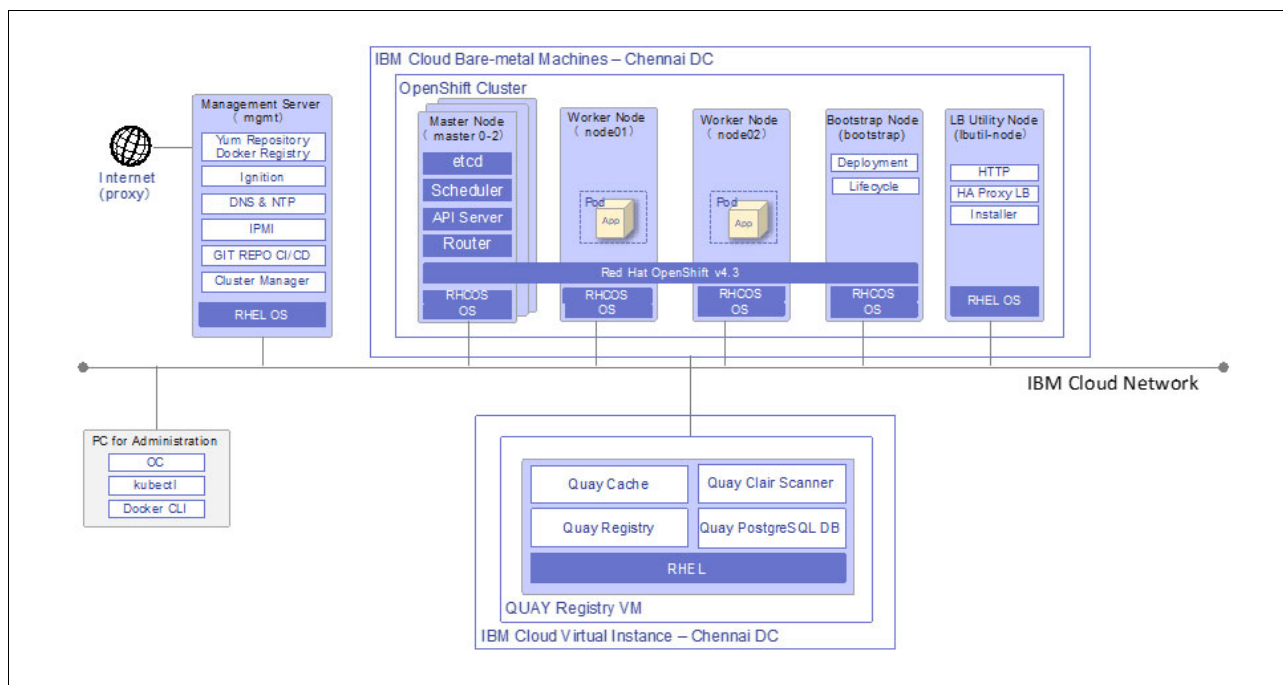 IBM Cloud Bare-metal Machines – Chennai DC
OpenShift Cluster
Management Server
( mgmt)
Yum Repository
Docker Registry
Ignition
DNS & NTP
IPMI
GIT REPO CI/CD
Cluster Manager
RHEL OS
Internet
(proxy)
Master Node
( master 0-2)
etcd
Scheduler
API Server
Router
RHCOS
OS
Worker Node
( node01)
Pod
App
RHCOS
OS
Worker Node
( node02)
Pod
App
RHCOS
OS
Bootstrap Node
(bootstrap)
Deployment
Lifecycle
RHCOS
OS
LB Utility Node
(lbutil-node)
HTTP
HA Proxy LB
Installer
RHEL OS
Red Hat OpenShift v4.3
IBM Cloud Network
PC for Administration
OC
kubectl
Docker CLI
Quay Cache
Quay Clair Scanner
Quay Registry
Quay PostgreSQL DB
RHEL
QUAY Registry VM
IBM Cloud Virtual Instance – Chennai DC